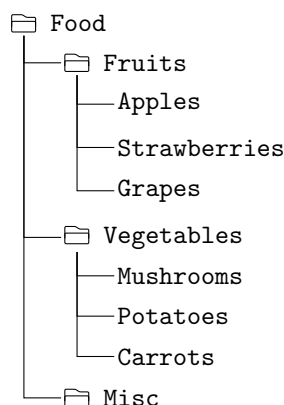 Food
Fruits
Apples
Strawberries
Grapes
Vegetables
Mushrooms
Potatoes
Carrots
Misc